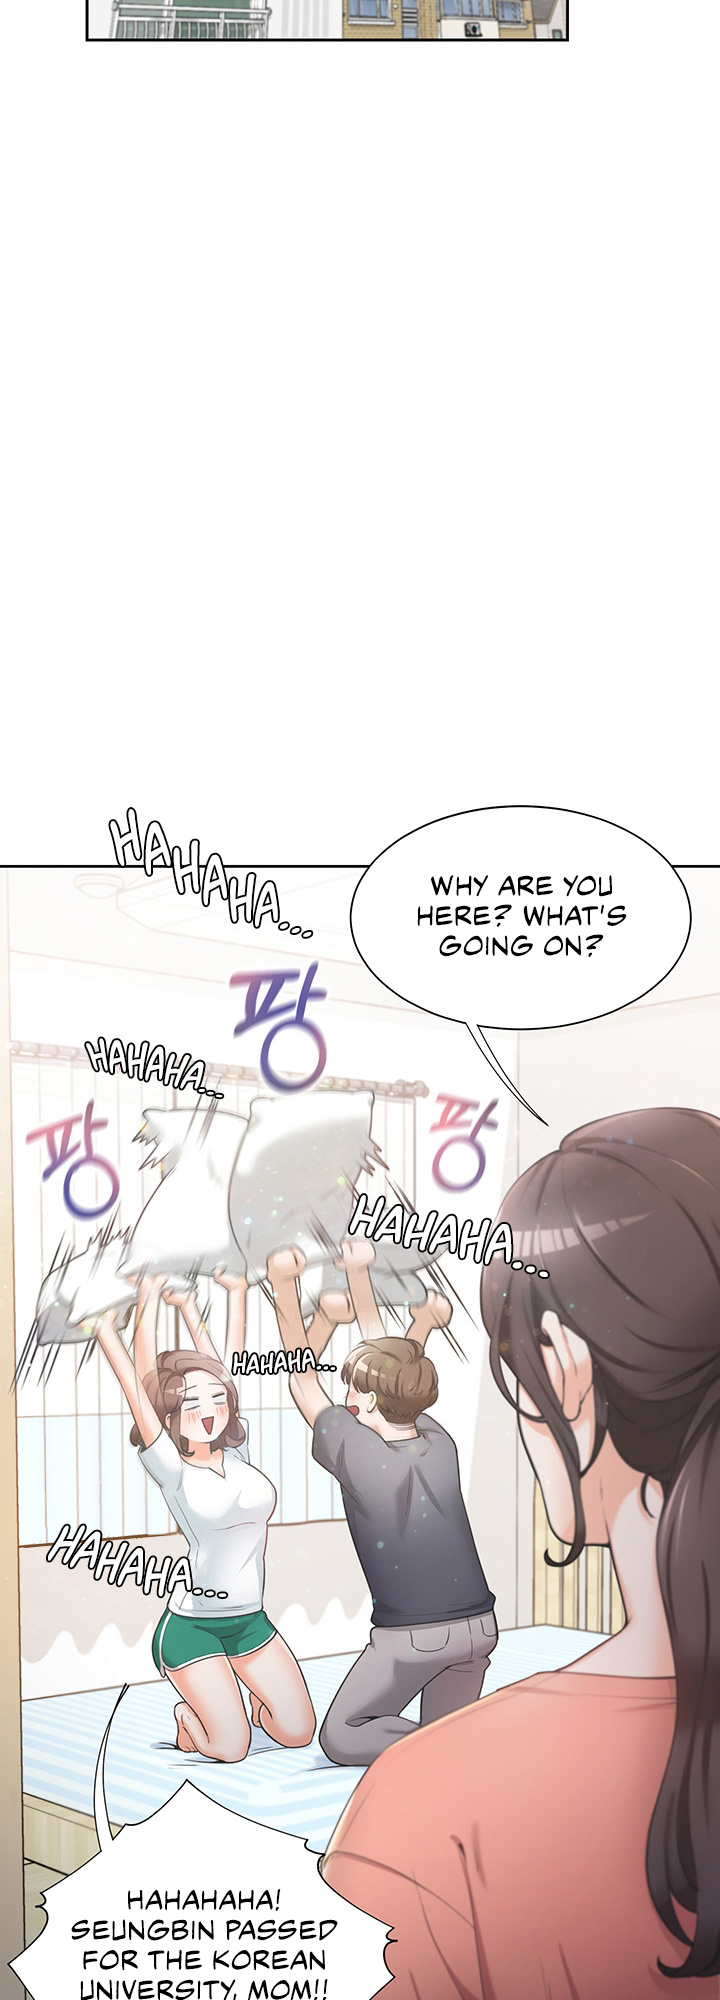 HAHAHAHA...
WHY ARE YOU
HERE? WHAT'S
GOING ON?
팡
HAHAHA...
팡
팡
HAHAHA...
HAHAHA...
HAHAHA...
HAHAHAHA!
SEUNGBIN PASSED
FOR THE KOREAN
UNIVERSITY, MOM!!